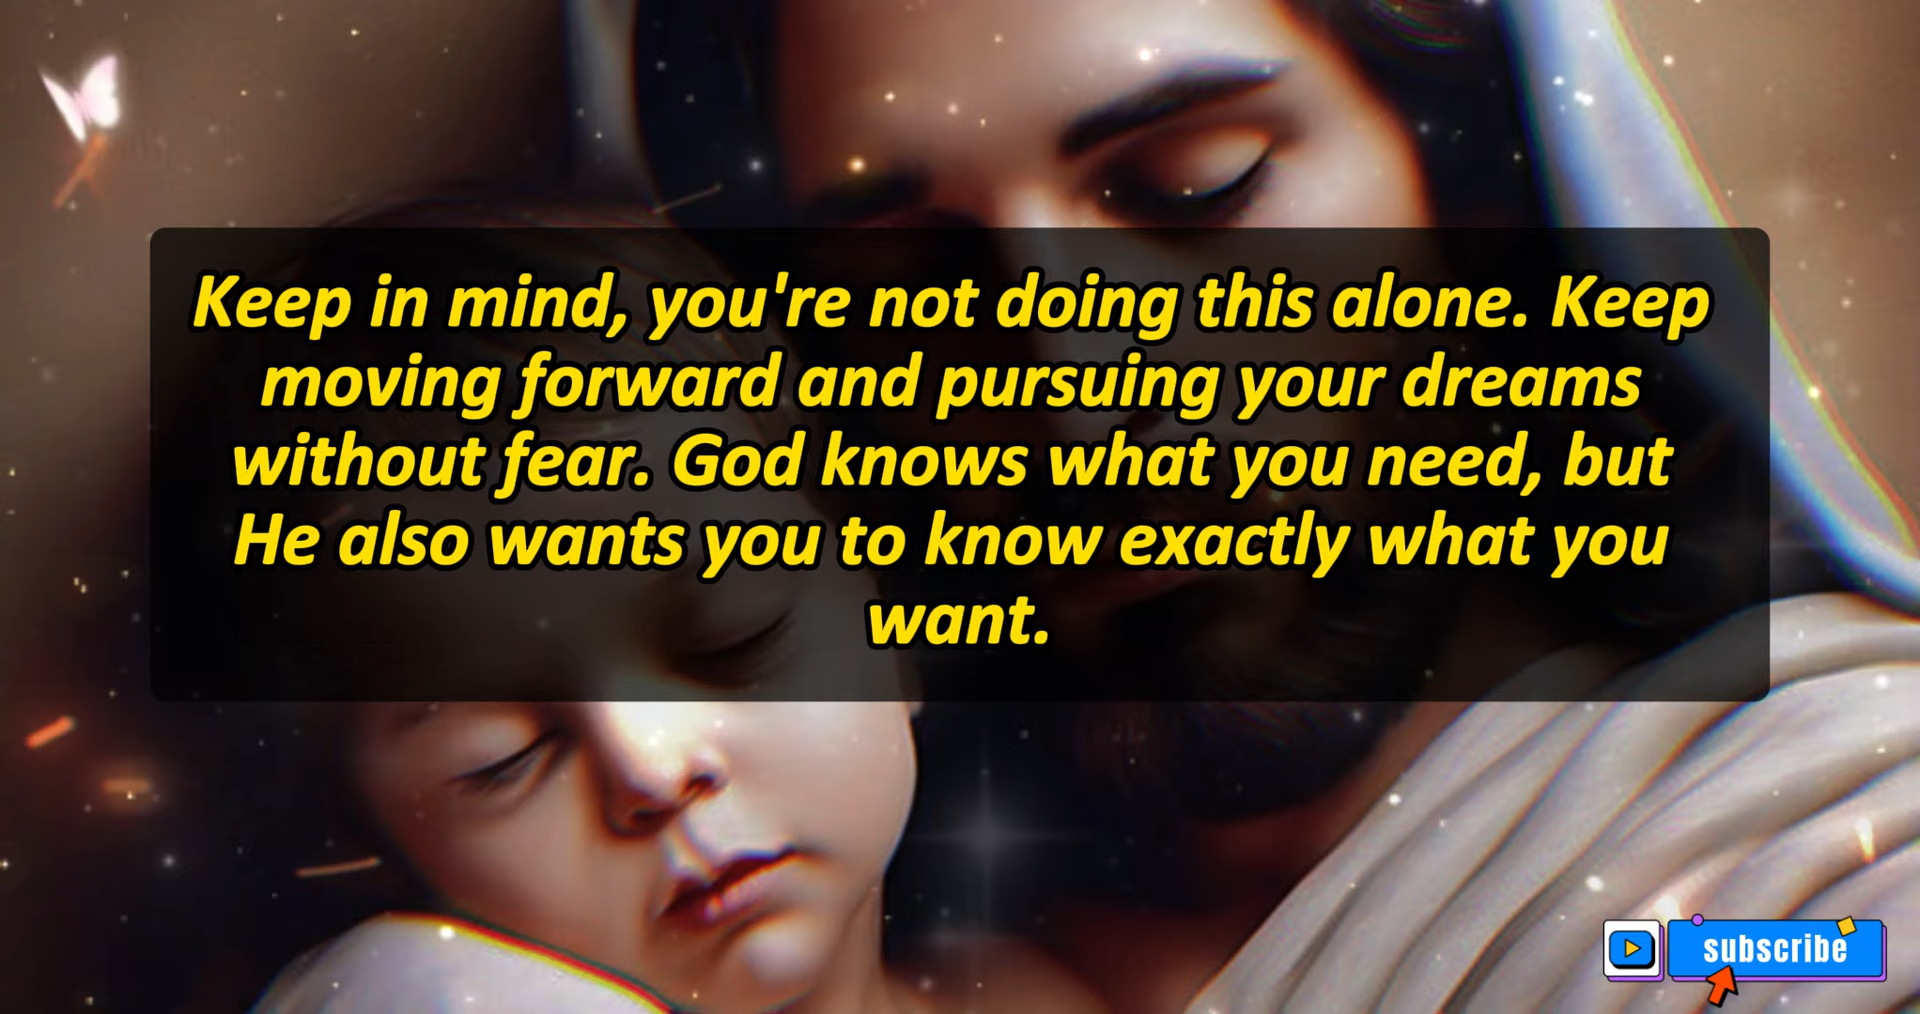 Keep in mind, you're not doing this alone. Keep
moving forward and pursuing your dreams
without fear. God knows what you need, but
He also wants you to know exactly what you
want.
subscribe